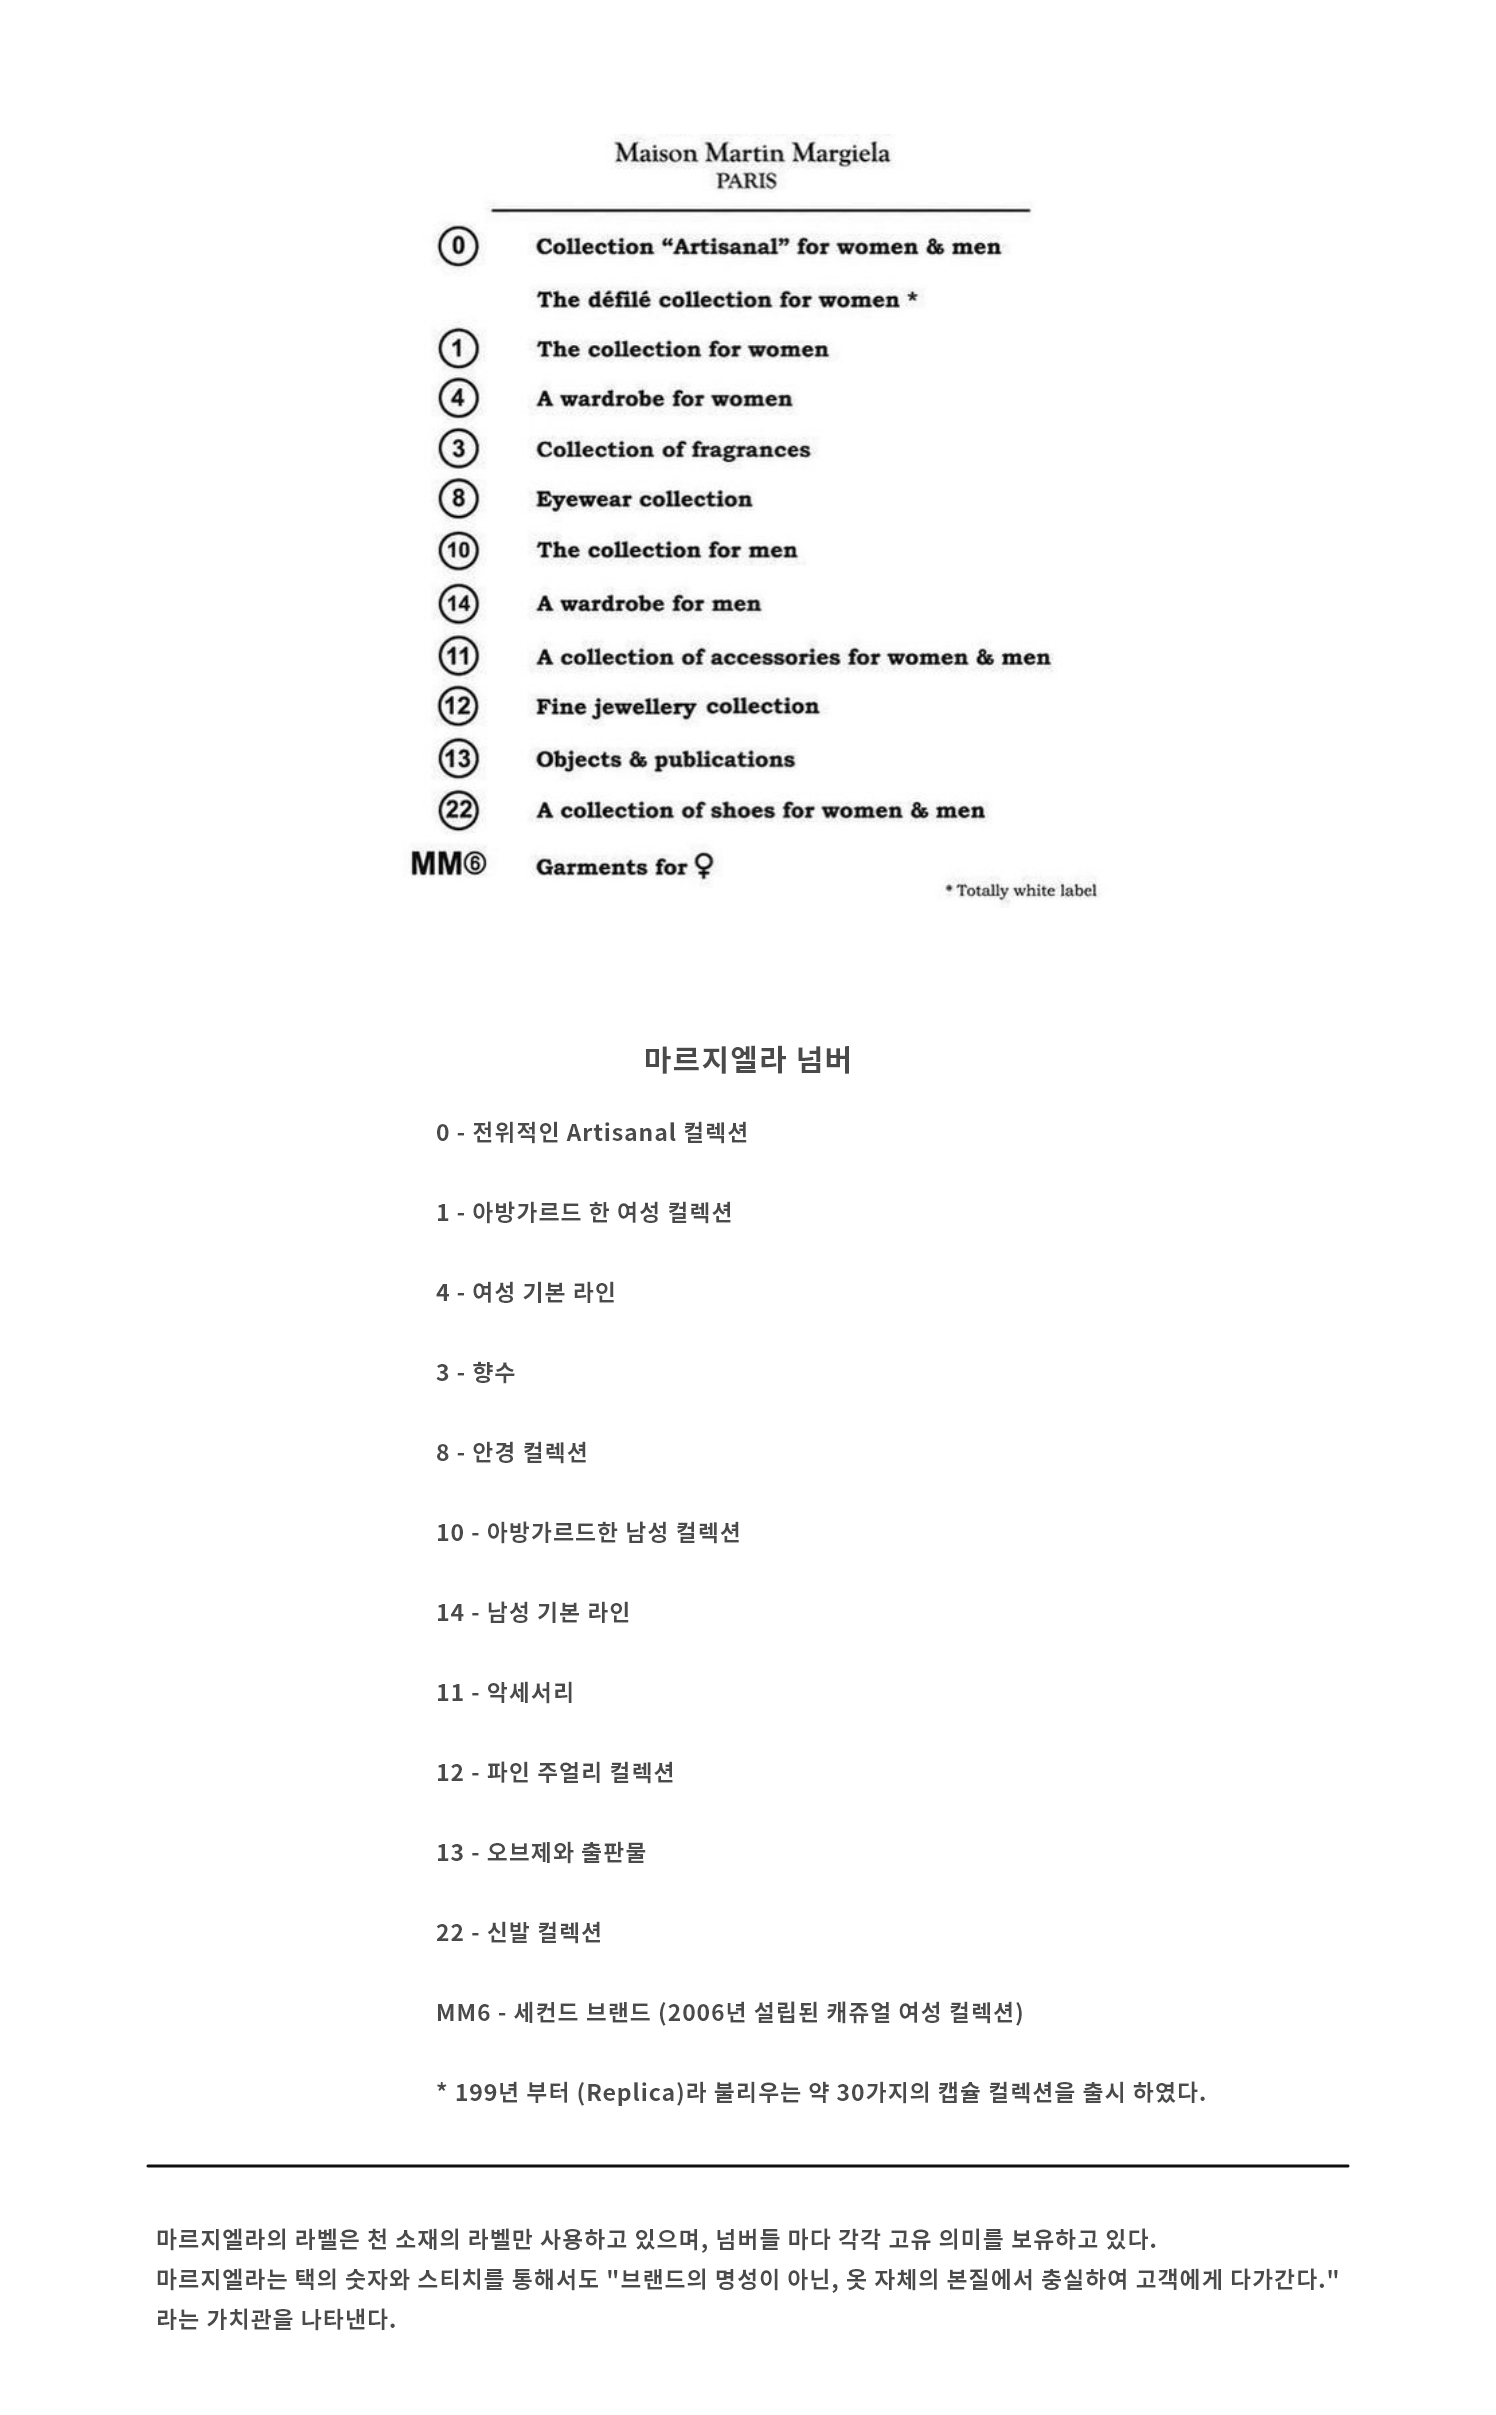 Maison Martin Margiela
PARIS
0 Collection “Artisanal” for women & men
The défilé collection for women *
1 The collection for women
4 A wardrobe for women
3 Collection of fragrances
8 Eyewear collection
10 The collection for men
14 A wardrobe for men
11 A collection of accessories for women & men
12 Fine jewellery collection
13 Objects & publications
22 A collection of shoes for women & men
MM⑥ Garments for ♀
* Totally white label
마르지엘라 넘버
0 - 전위적인 Artisanal 컬렉션
1 - 아방가르드 한 여성 컬렉션
4 - 여성 기본 라인
3 - 향수
8 - 안경 컬렉션
10 - 아방가르드한 남성 컬렉션
14 - 남성 기본 라인
11 - 악세서리
12 - 파인 주얼리 컬렉션
13 - 오브제와 출판물
22 - 신발 컬렉션
MM6 - 세컨드 브랜드 (2006년 설립된 캐쥬얼 여성 컬렉션)
* 199년 부터 (Replica)라 불리우는 약 30가지의 캡슐 컬렉션을 출시 하였다.
마르지엘라의 라벨은 천 소재의 라벨만 사용하고 있으며, 넘버들 마다 각각 고유 의미를 보유하고 있다.
마르지엘라는 택의 숫자와 스티치를 통해서도 "브랜드의 명성이 아닌, 옷 자체의 본질에서 충실하여 고객에게 다가간다."
라는 가치관을 나타낸다.